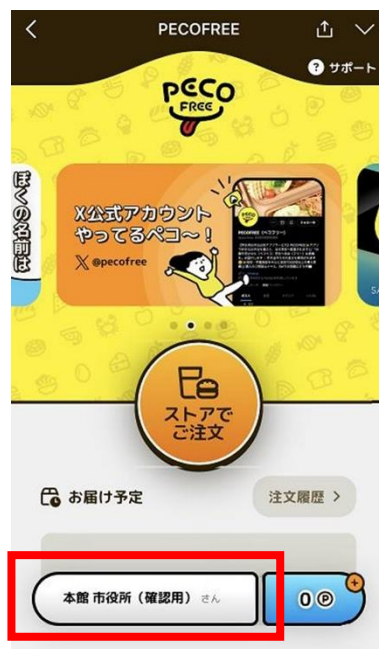 PECOFREE
? サポート
PECO
FREE
ぼくの名前は
X公式アカウント
やってるペコ〜!
X @pecofree
ストアで
ご注文
お届け予定
注文履歴 >
本館 市役所（確認用） さん
0 P +